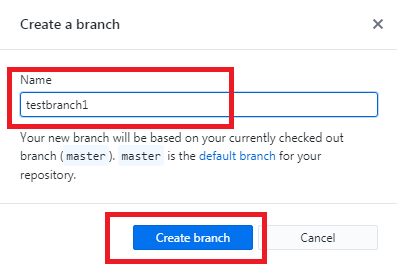 Create a branch
Name
testbranch1
Your new branch will be based on your currently checked out
branch (master). master is the default branch for your
repository.
Create branch
Cancel